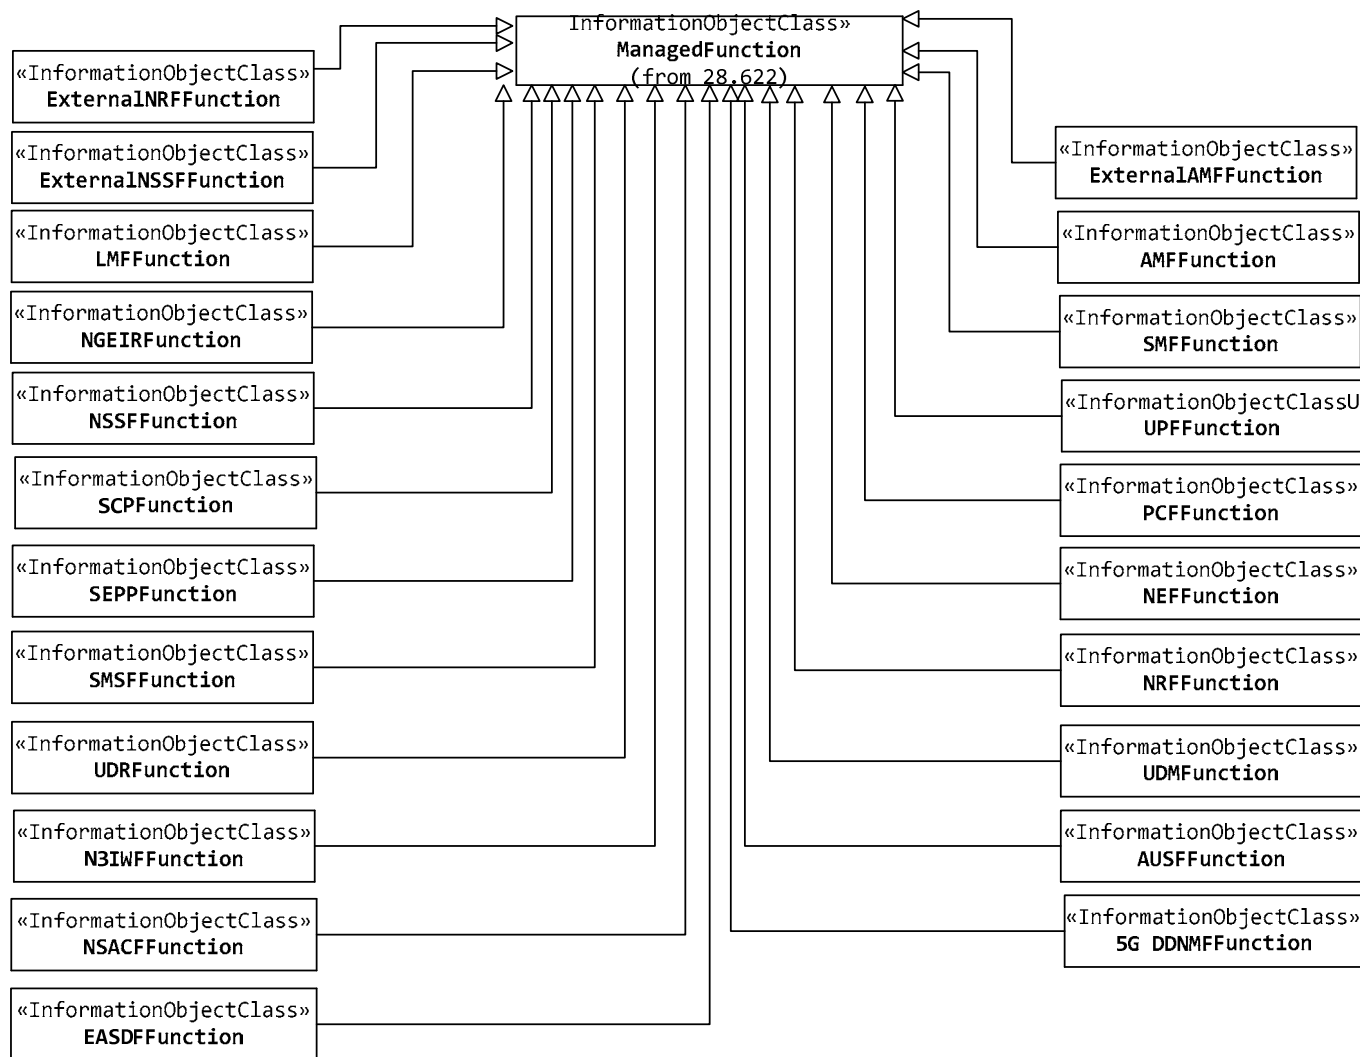 InformationObjectClass»
ManagedFunction
(from 28.622)
«InformationObjectClass»
ExternalNRFFunction
«InformationObjectClass»
ExternalNSSFFunction
«InformationObjectClass»
LMFFunction
«InformationObjectClass»
NGEIRFunction
«InformationObjectClass»
NSSFFunction
«InformationObjectClass»
SCPFunction
«InformationObjectClass»
SEPPFunction
«InformationObjectClass»
SMSFFunction
«InformationObjectClass»
UDRFunction
«InformationObjectClass»
N3IWFFunction
«InformationObjectClass»
NSACFFunction
«InformationObjectClass»
EASDFFunction
«InformationObjectClass»
ExternalAMFFunction
«InformationObjectClass»
AMFFunction
«InformationObjectClass»
SMFFunction
«InformationObjectClassU
UPFFunction
«InformationObjectClass»
PCFFunction
«InformationObjectClass»
NEFFunction
«InformationObjectClass»
NRFFunction
«InformationObjectClass»
UDMFunction
«InformationObjectClass»
AUSFFunction
«InformationObjectClass»
5G DDNMFFunction